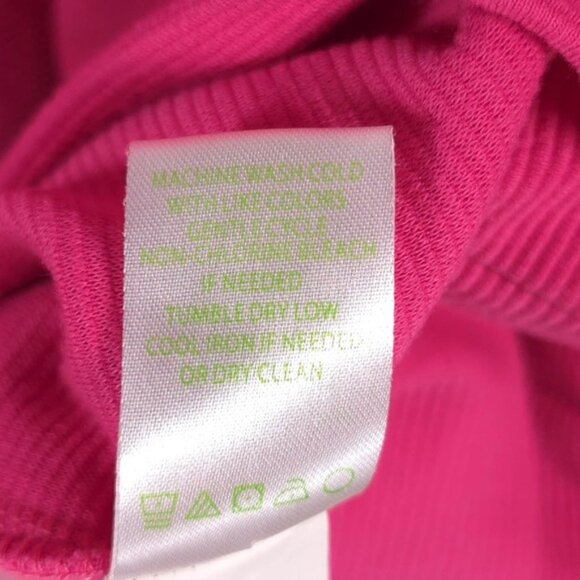 MACHINE WASH COLD
WITH LIKE COLORS
GENTLE CYCLE
NON-CHLORINE BLEACH
IF NEEDED
TUMBLE DRY LOW
COOL IRON IF NEEDED
OR DRY CLEAN